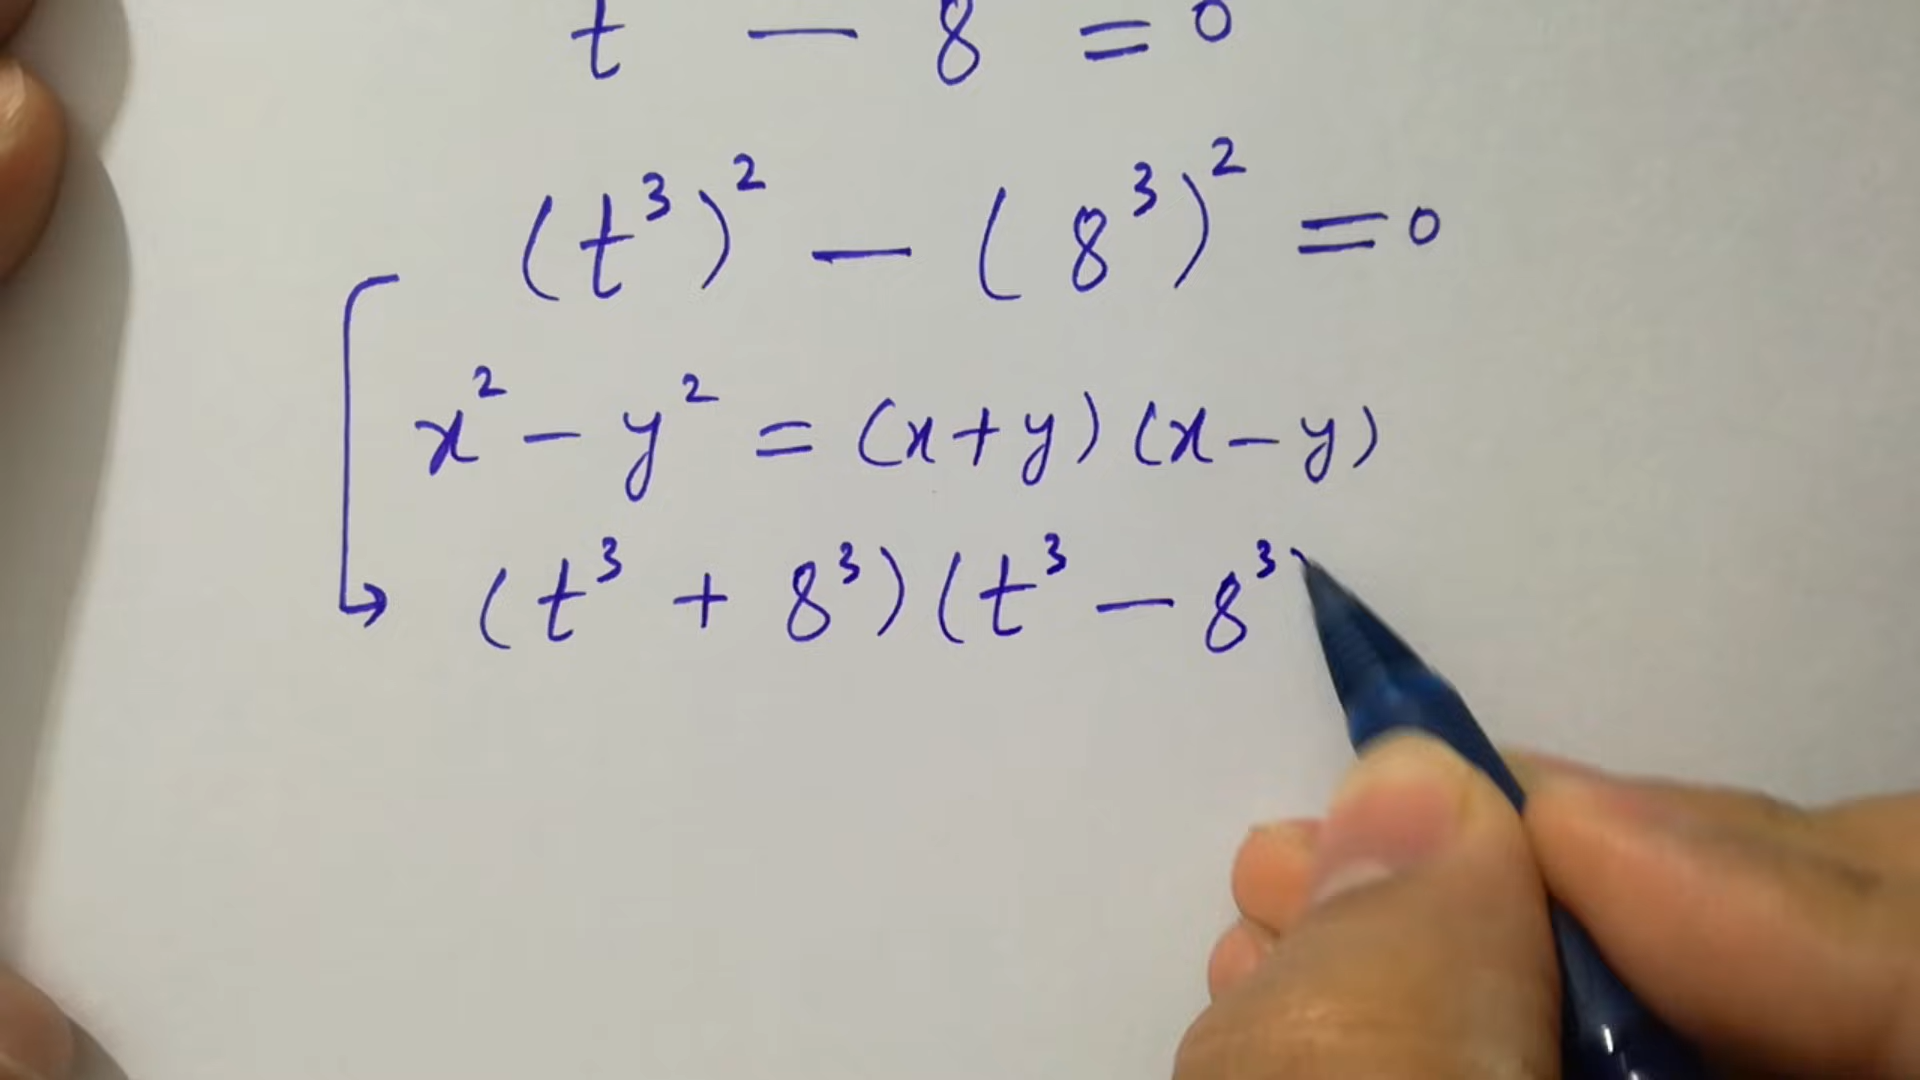 t - 8 = 0
(t³)² - (8³)² = 0
x² - y² = (x+y)(x-y)
(t³ + 8³)(t³ - 8³)